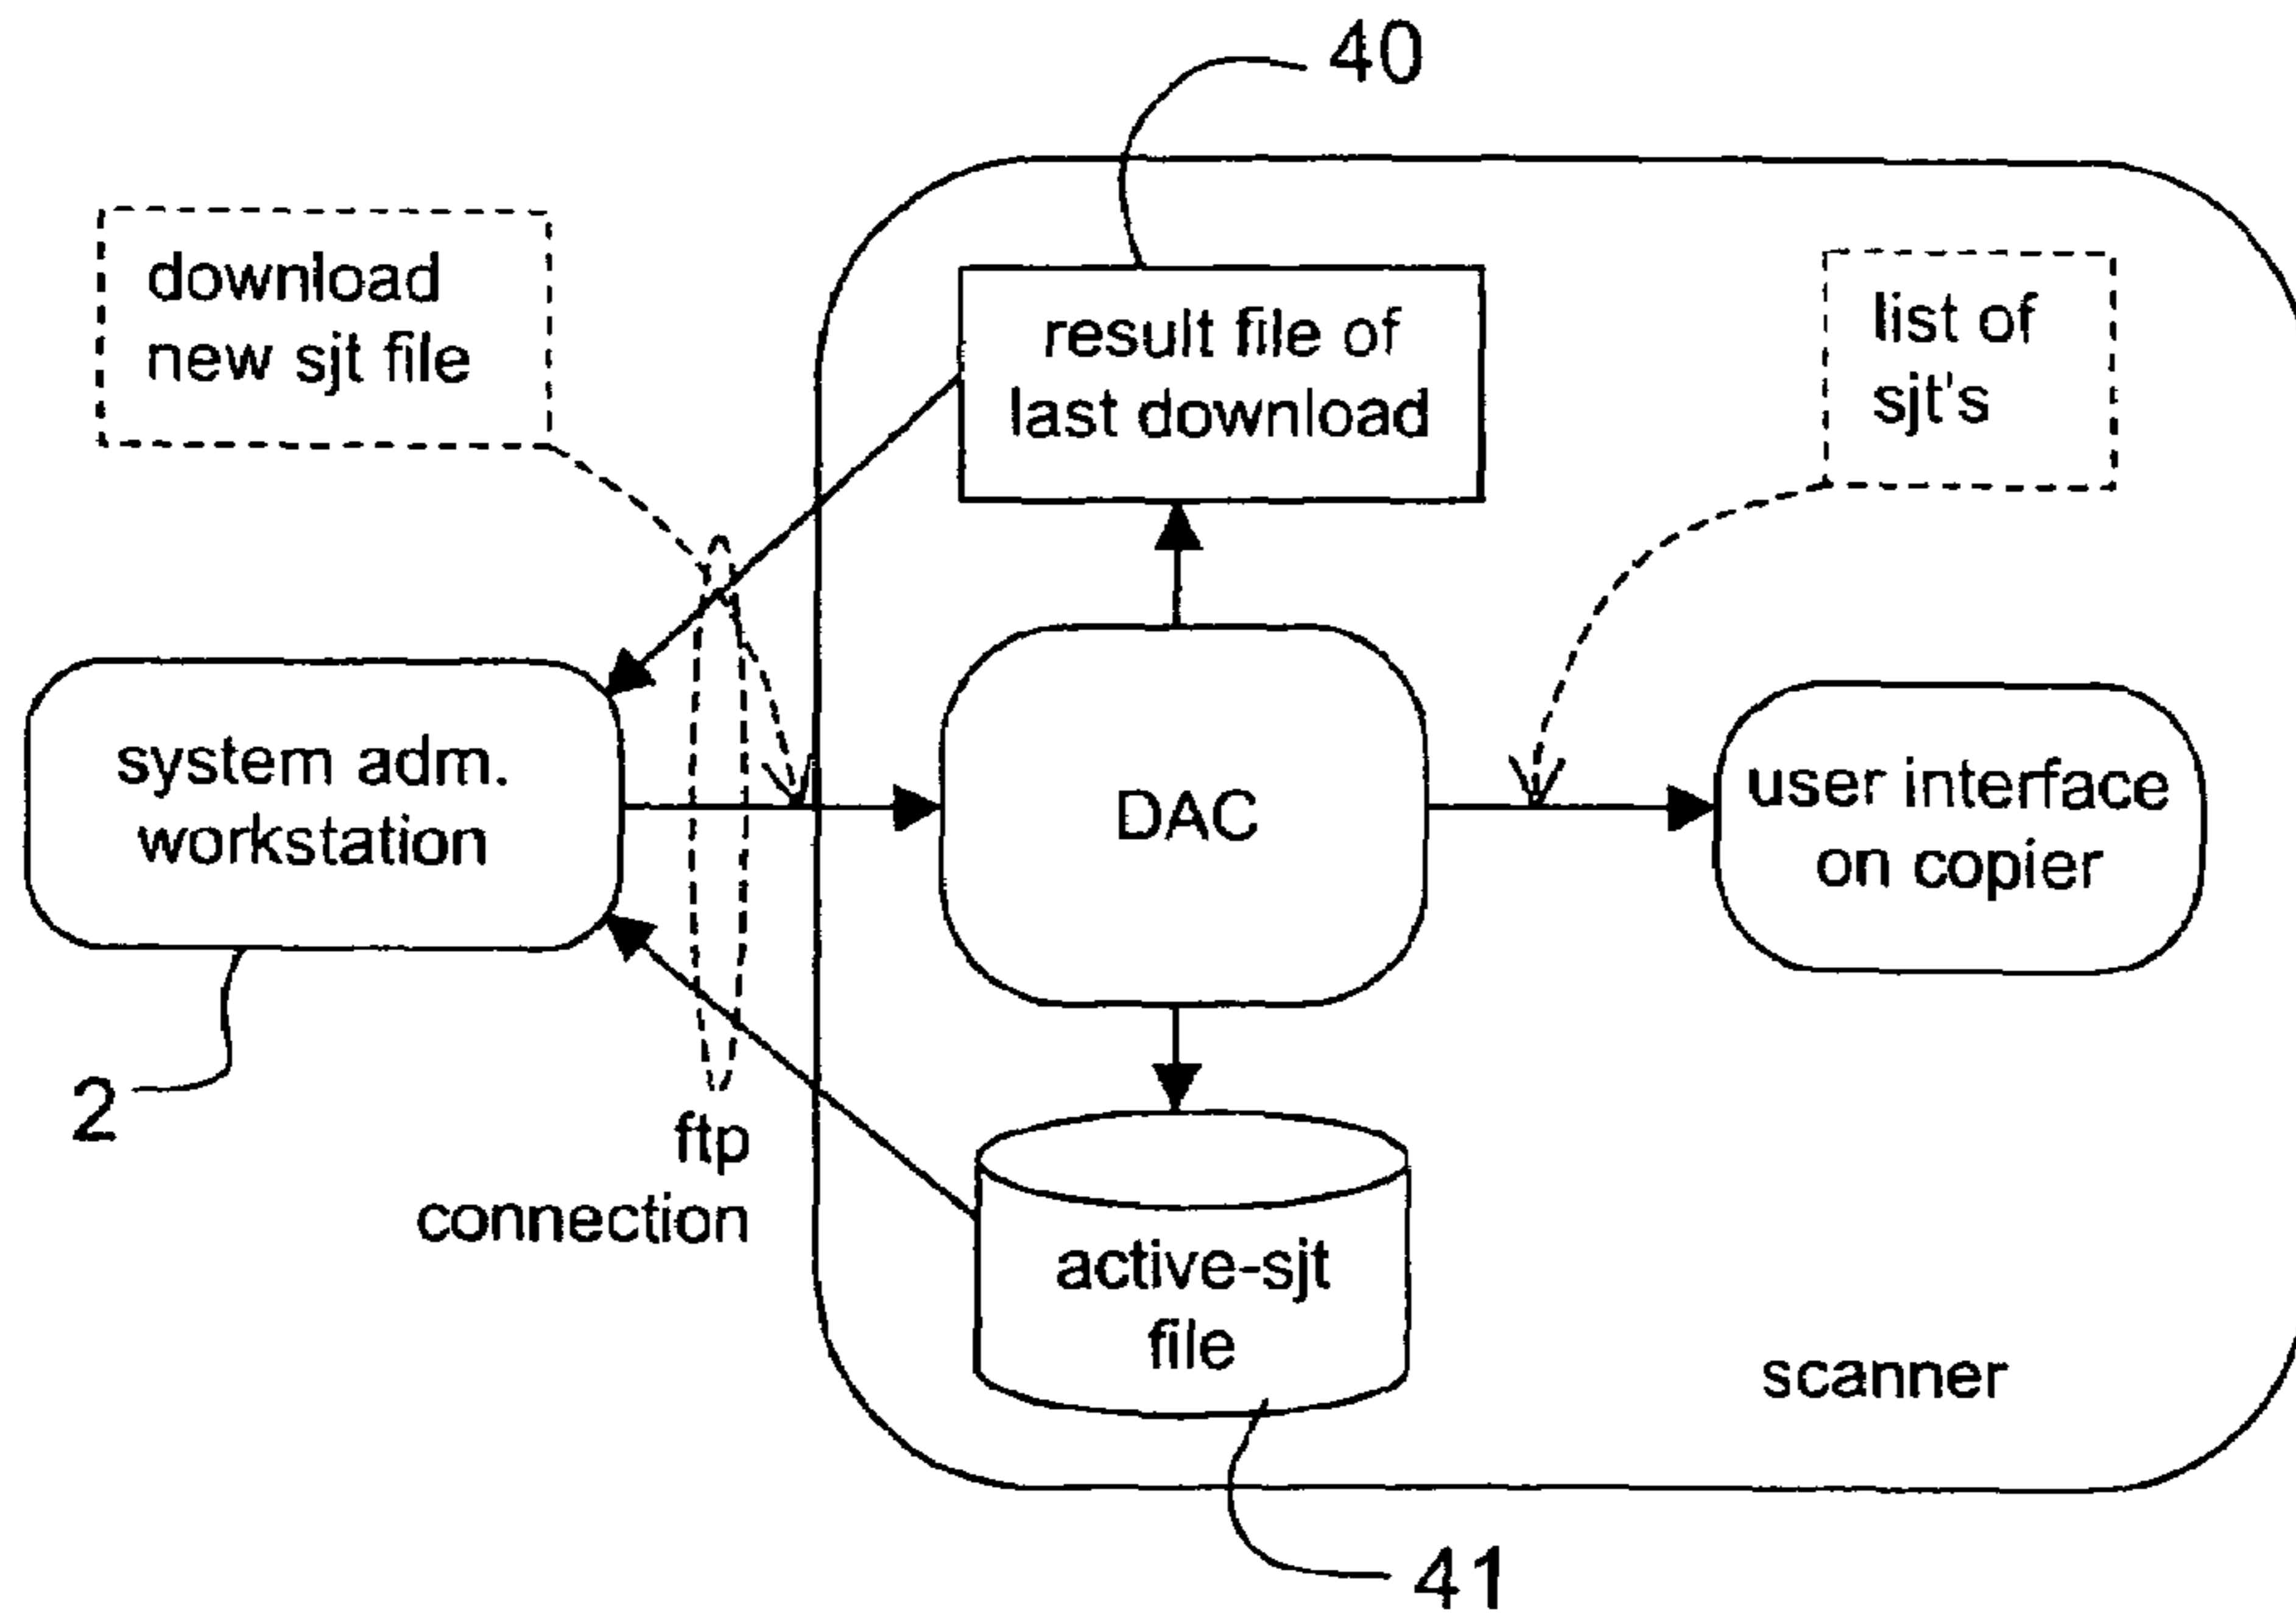 40
download
new sjt file
result file of
last download
list of
sjt's
system adm.
workstation
DAC
user interface
on copier
2
ftp
connection
active-sjt
file
scanner
41